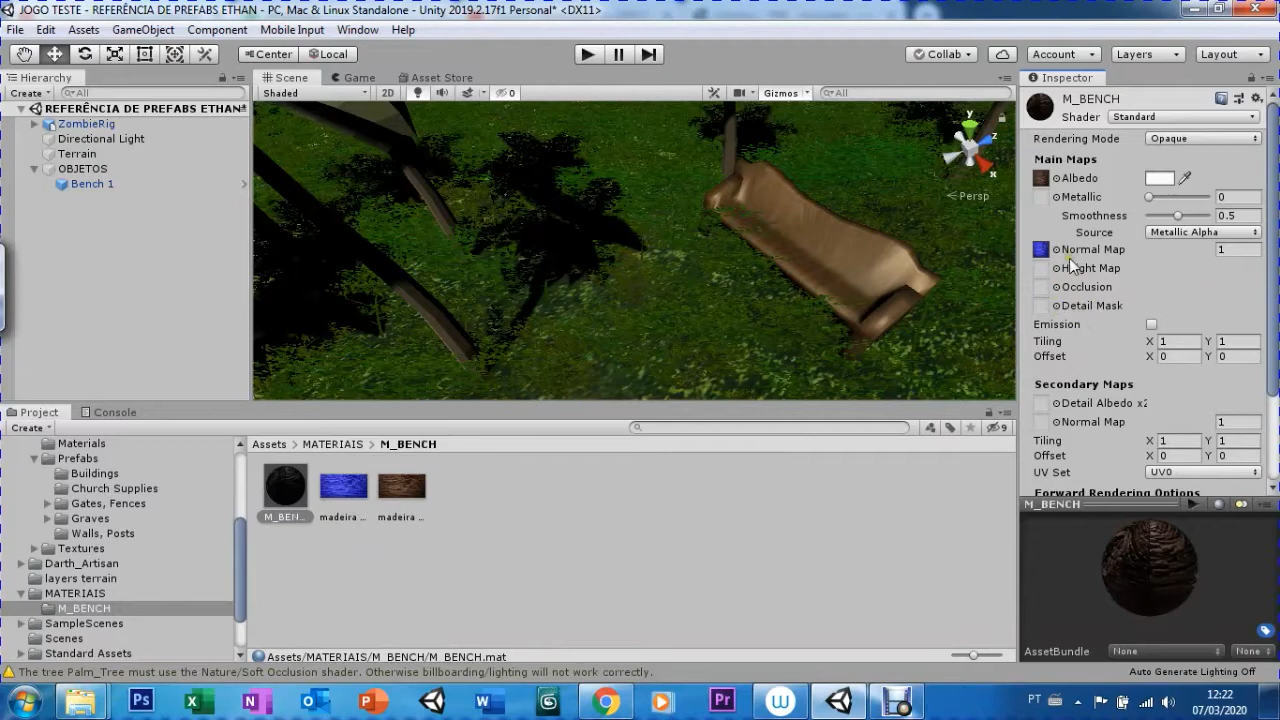 JOGO TESTE - REFERÊNCIA DE PREFABS ETHAN - PC, Mac & Linux Standalone - Unity 2019.2.17f1 Personal* <DX11>
File Edit Assets GameObject Component Mobile Input Window Help
Center Local Collab Account Layers Layout
Hierarchy Scene Game Asset Store Inspector
Create All Shaded 2D 0 Gizmos All
REFERÊNCIA DE PREFABS ETHAN
ZombieRig
Directional Light
Terrain
OBJETOS
Bench 1
y
z
x
Persp
M_BENCH
Shader Standard
Rendering Mode Opaque
Main Maps
Albedo
Metallic 0
Smoothness 0.5
Source Metallic Alpha
Normal Map 1
Height Map
Occlusion
Detail Mask
Emission
Tiling X 1 Y 1
Offset X 0 Y 0
Secondary Maps
Detail Albedo x2
Normal Map 1
Tiling X 1 Y 1
Offset X 0 Y 0
UV Set UV0
Forward Rendering Options
M_BENCH
AssetBundle None None
Auto Generate Lighting Off
Project Console
Create 9
Materials
Prefabs
Buildings
Church Supplies
Gates, Fences
Graves
Walls, Posts
Textures
Darth_Artisan
layers terrain
MATERIAIS
M_BENCH
SampleScenes
Scenes
Standard Assets
Assets MATERIAIS M_BENCH
M_BEN... madeira ... madeira ...
Assets/MATERIAIS/M_BENCH/M_BENCH.mat
The tree Palm_Tree must use the Nature/Soft Occlusion shader. Otherwise billboarding/lighting will not work correctly.
Ps Pr PT
12:22
07/03/2020